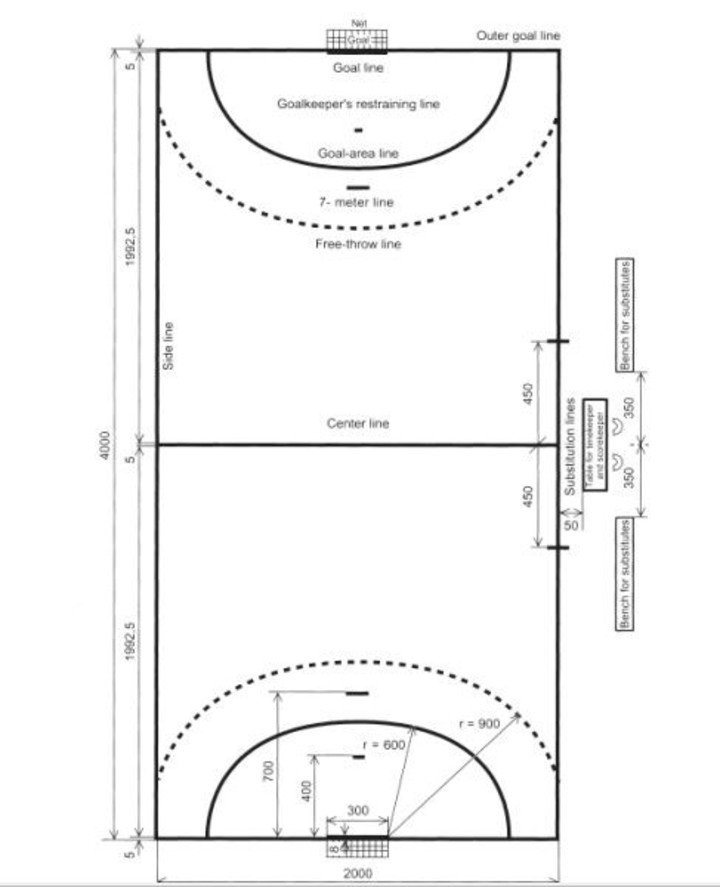 Net
Goal
Outer goal line
5
Goal line
Goalkeeper's restraining line
Goal-area line
7- meter line
Free-throw line
1992.5
Side line
Bench for substitutes
450
350
Substitution lines
Table for timekeeper
and scorekeeper
Center line
4000
5
450
350
50
Bench for substitutes
1992.5
r = 900
r = 600
700
400
300
8
5
2000